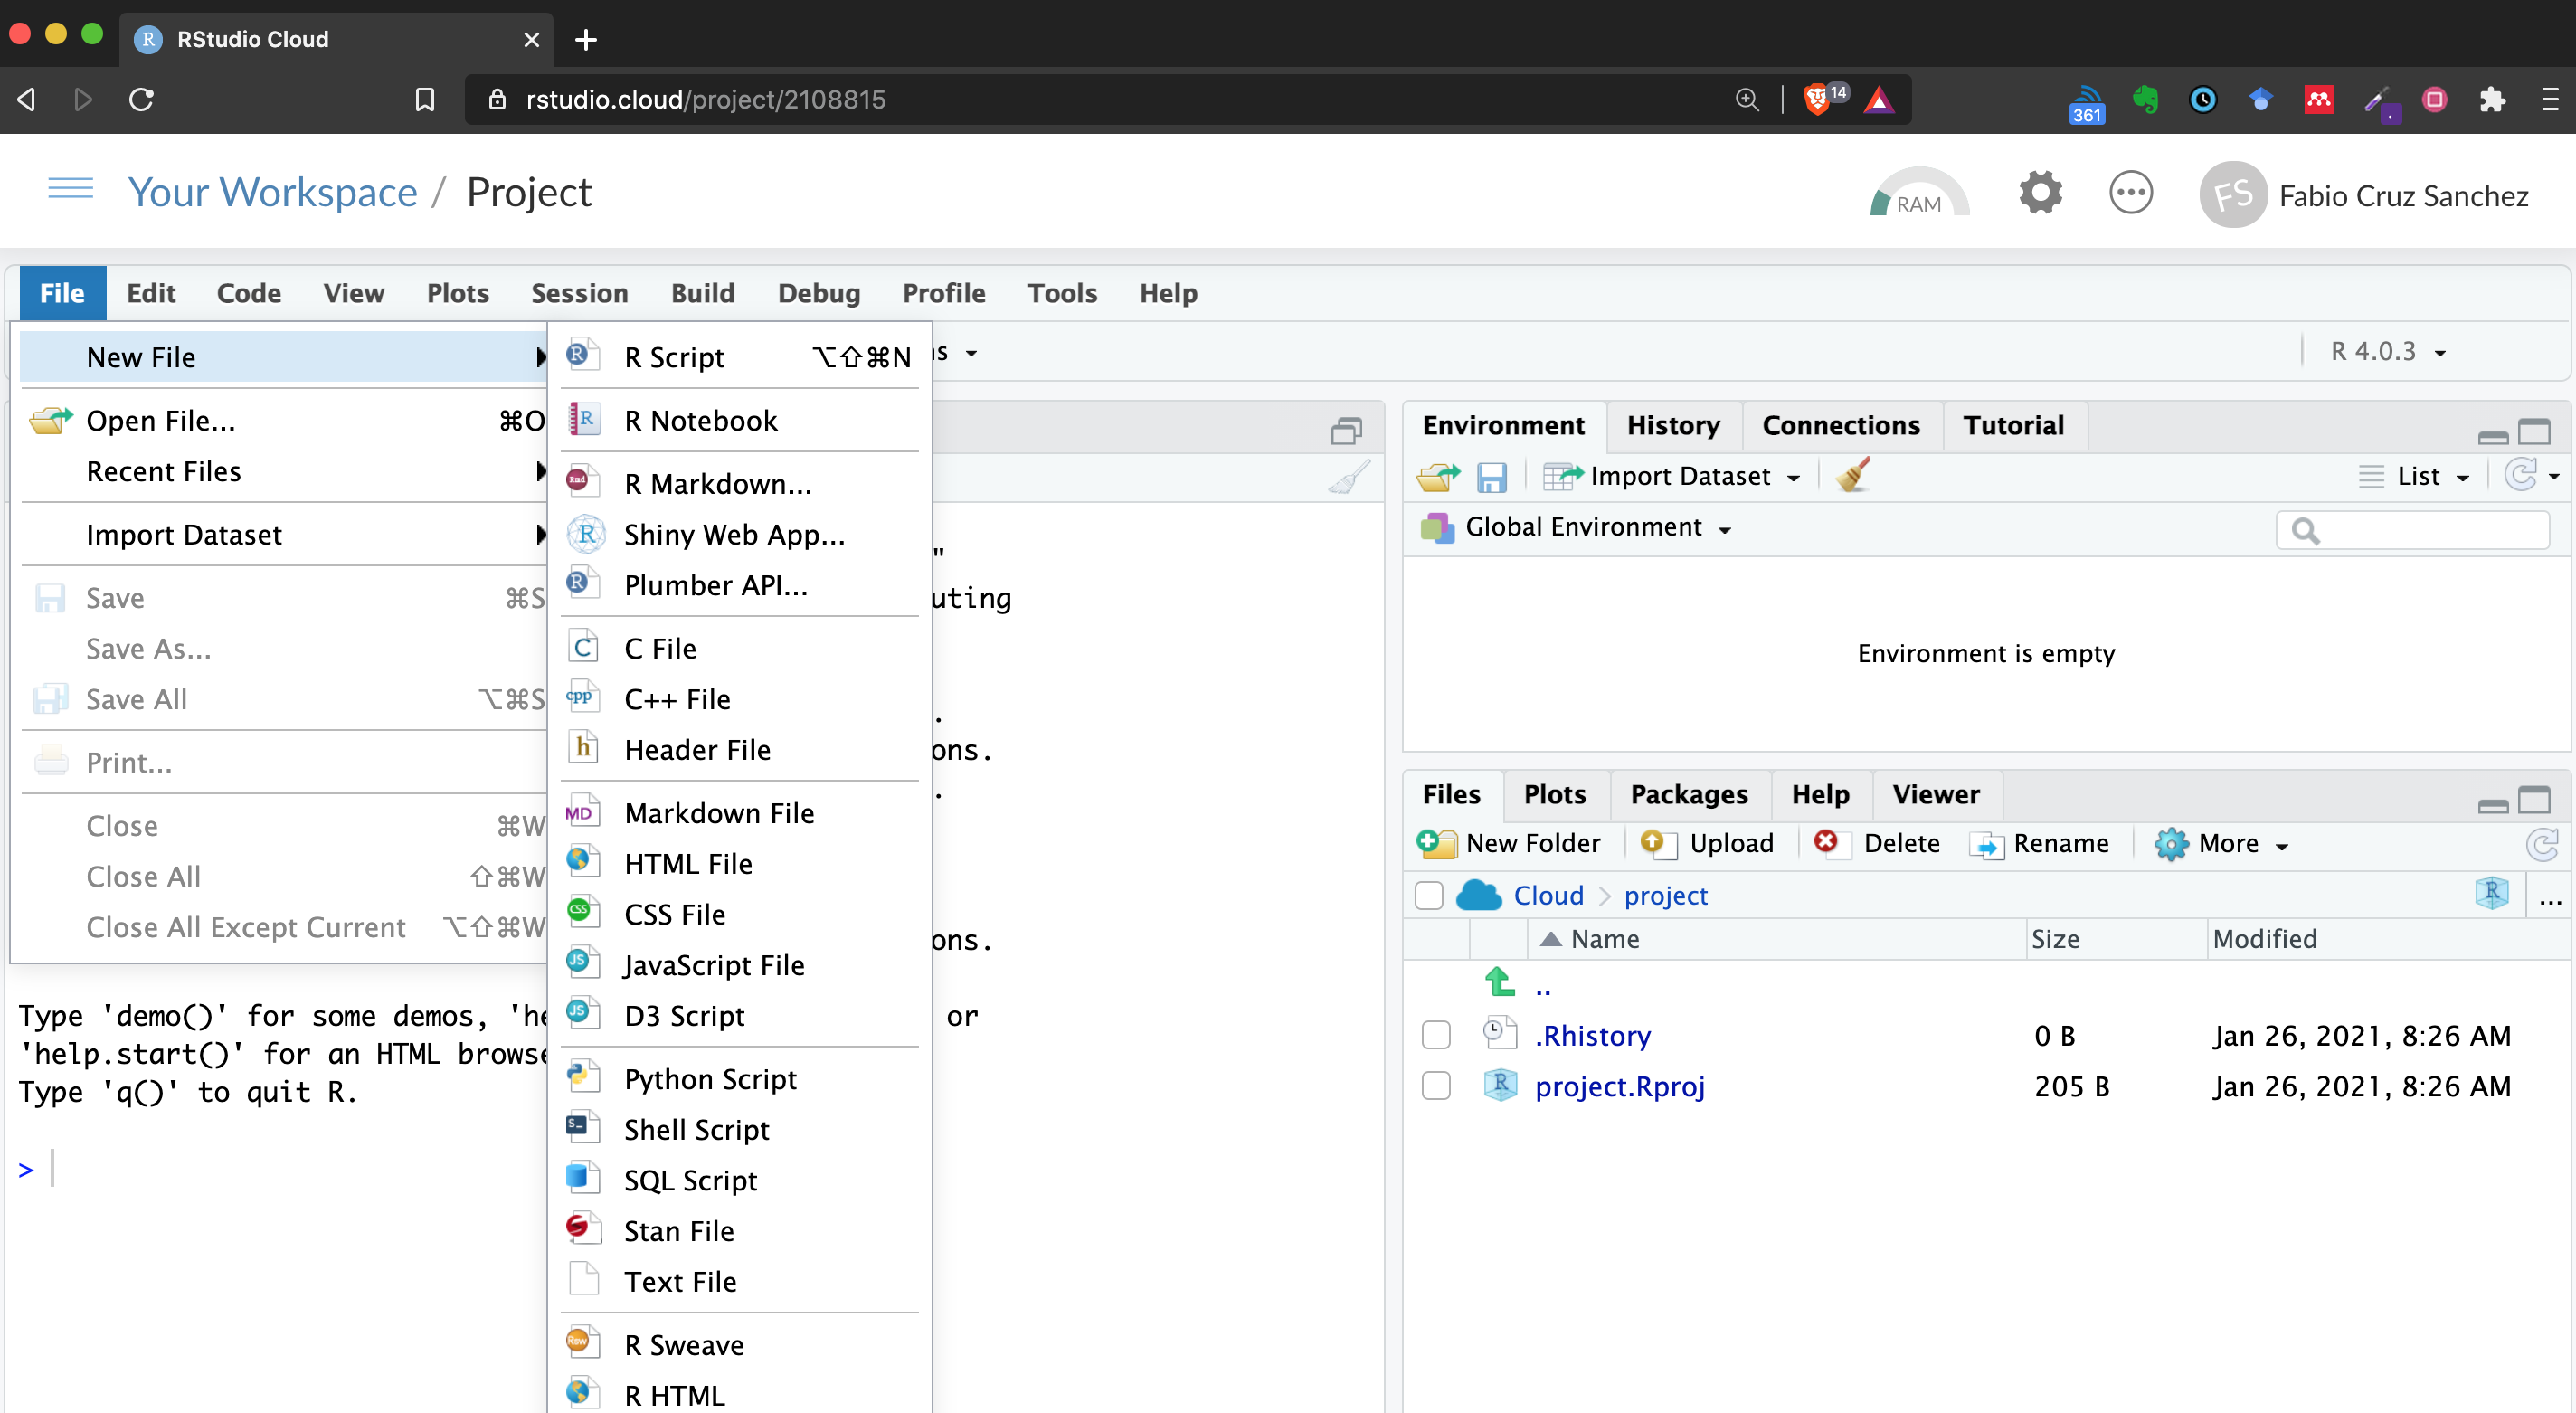 RStudio Cloud
rstudio.cloud/project/2108815
14
361
Your Workspace / Project
RAM
FS Fabio Cruz Sanchez
File Edit Code View Plots Session Build Debug Profile Tools Help
R 4.0.3
New File
Open File... ⌘O
Recent Files
Import Dataset
Save ⌘S
Save As...
Save All ⌥⌘S
Print...
Close ⌘W
Close All ⇧⌘W
Close All Except Current ⌥⇧⌘W
R Script ⌥⇧⌘N
R Notebook
R Markdown...
Shiny Web App...
Plumber API...
C File
C++ File
Header File
Markdown File
HTML File
CSS File
JavaScript File
D3 Script
Python Script
Shell Script
SQL Script
Stan File
Text File
R Sweave
R HTML
"
uting
.
ons.
.
ons.
Type 'demo()' for some demos, 'he or
'help.start()' for an HTML browse
Type 'q()' to quit R.
>
Environment History Connections Tutorial
Import Dataset List
Global Environment
Environment is empty
Files Plots Packages Help Viewer
New Folder Upload Delete Rename More
Cloud project ...
Name Size Modified
..
.Rhistory 0 B Jan 26, 2021, 8:26 AM
project.Rproj 205 B Jan 26, 2021, 8:26 AM